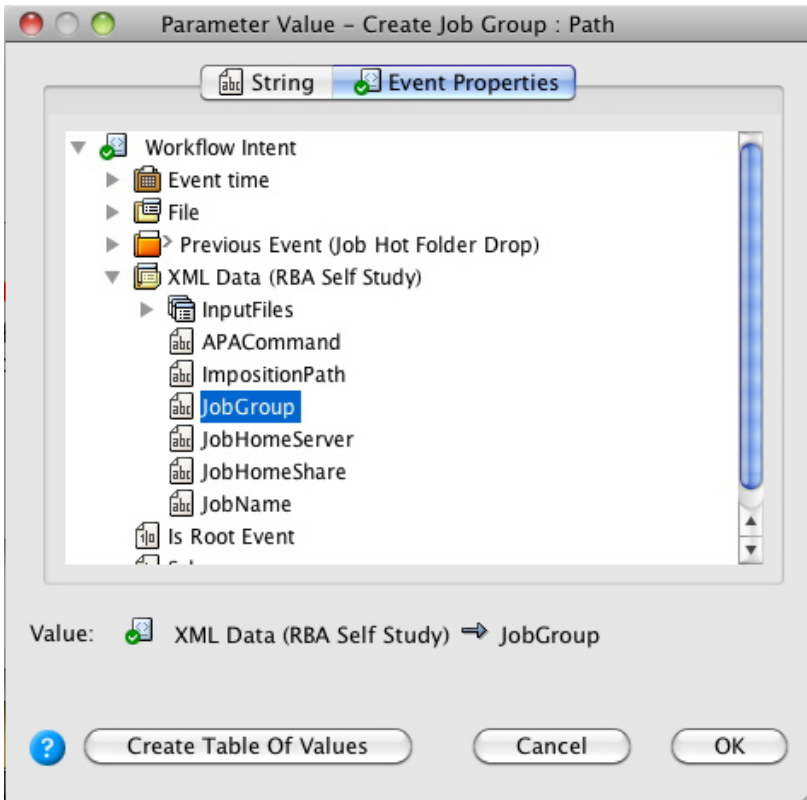 Parameter Value – Create Job Group : Path
String Event Properties
Workflow Intent
Event time
File
Previous Event (Job Hot Folder Drop)
XML Data (RBA Self Study)
InputFiles
APACommand
ImpositionPath
JobGroup
JobHomeServer
JobHomeShare
JobName
Is Root Event
Value: XML Data (RBA Self Study) JobGroup
? Create Table Of Values Cancel OK